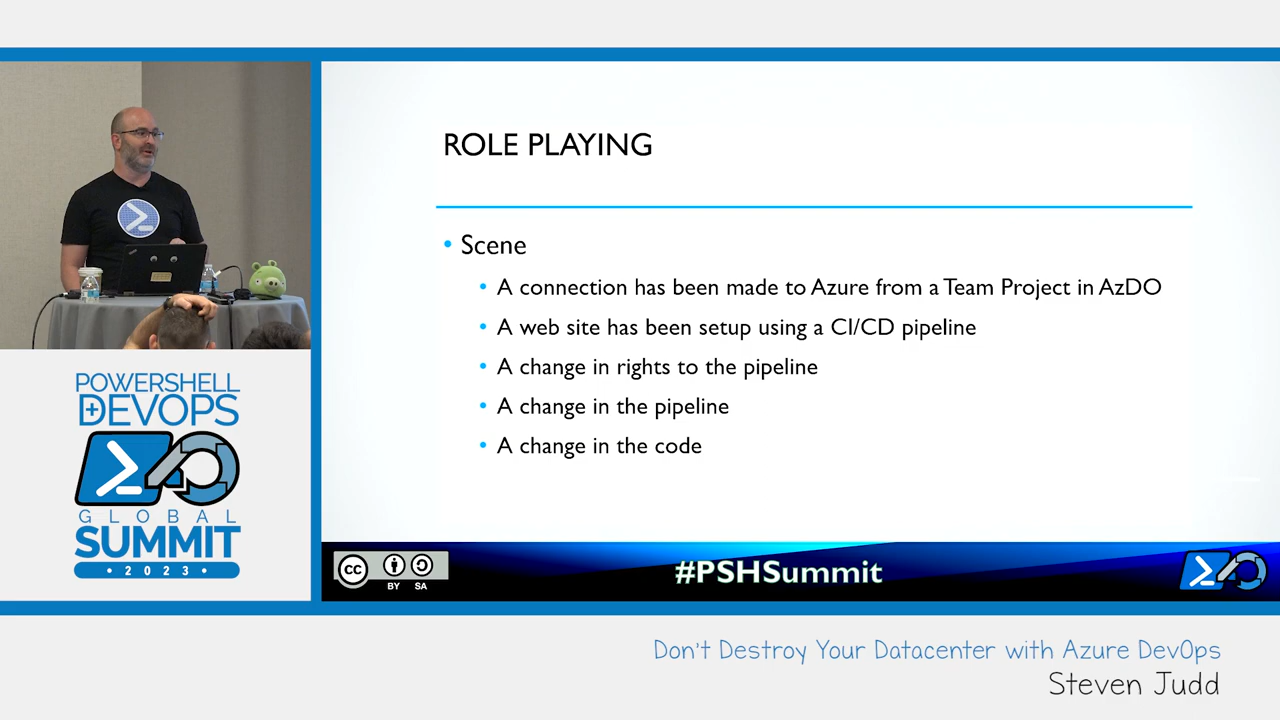 ROLE PLAYING
Scene
A connection has been made to Azure from a Team Project in AzDO
A web site has been setup using a CI/CD pipeline
A change in rights to the pipeline
A change in the pipeline
A change in the code
POWERSHELL
+DEVOPS
GLOBAL
SUMMIT
• 2023 •
cc
BY SA
#PSHSummit
Don't Destroy Your Datacenter with Azure DevOps
Steven Judd